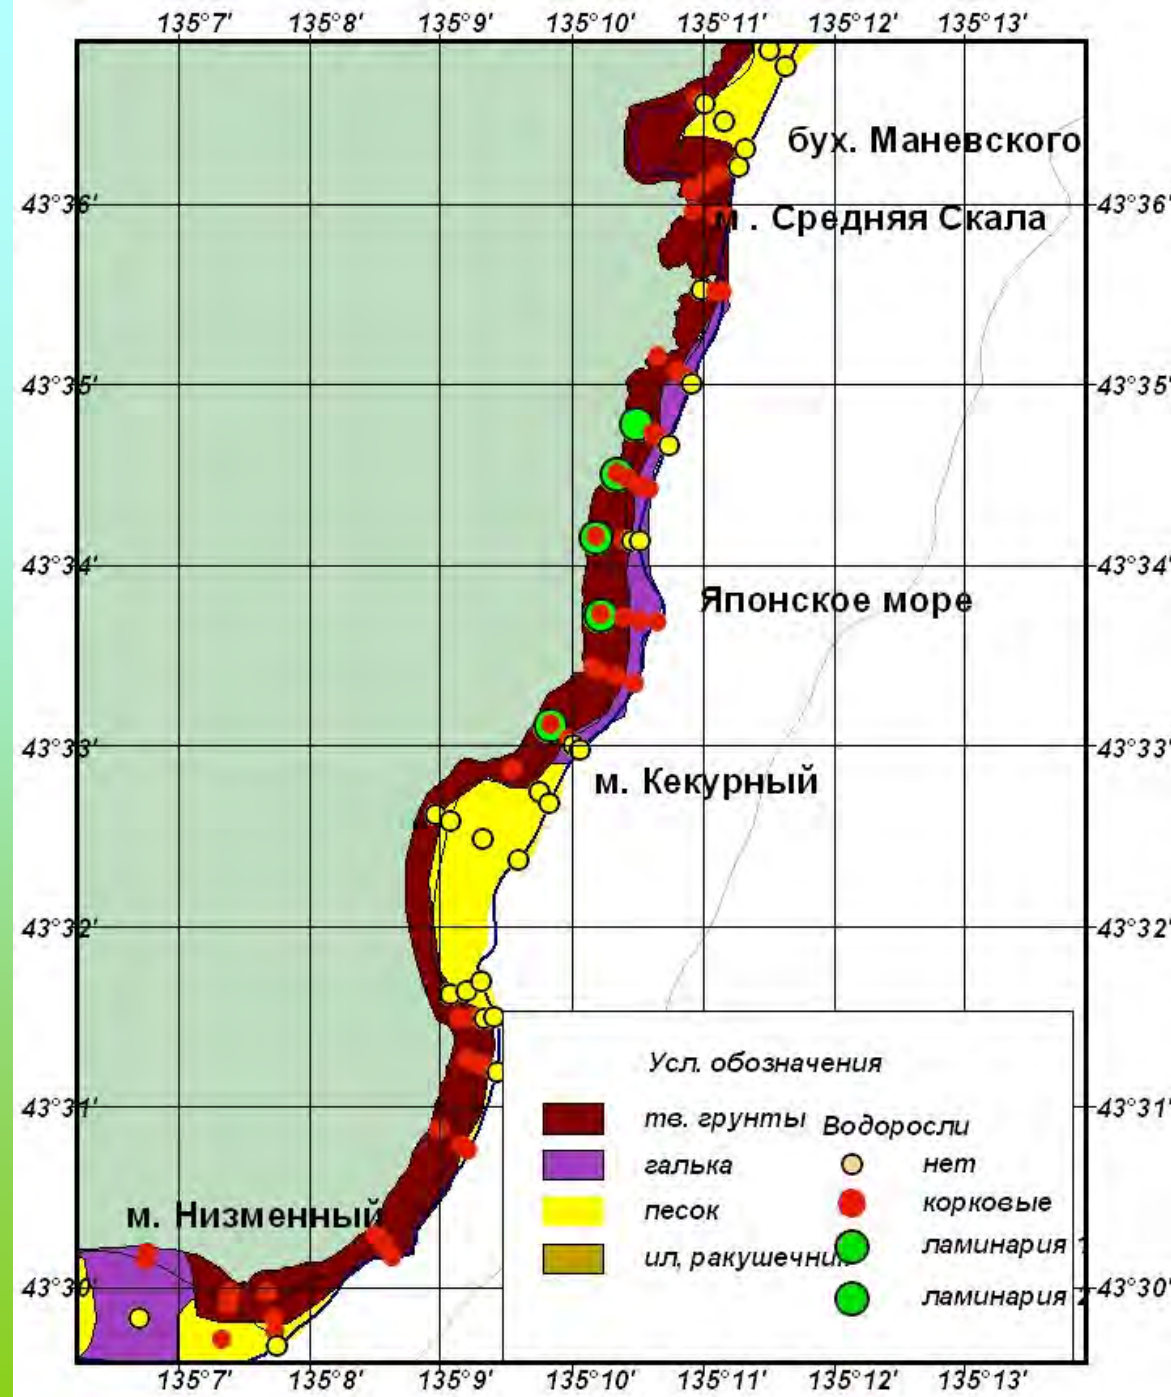 135°7' 135°8' 135°9' 135°10' 135°11' 135°12' 135°13'
бух. Маневского
43°36' 43°36'
м . Средняя Скала
43°35' 43°35'
43°34' 43°34'
Японское море
43°33' 43°33'
м. Кекурный
43°32' 43°32'
Усл. обозначения
43°31' 43°31'
тв. грунты
Водоросли
галька
нет
песок
корковые
м. Низменный
ил, ракушечник
ламинария 1
43°30' 43°30'
ламинария 2
135°7' 135°8' 135°9' 135°10' 135°11' 135°12' 135°13'